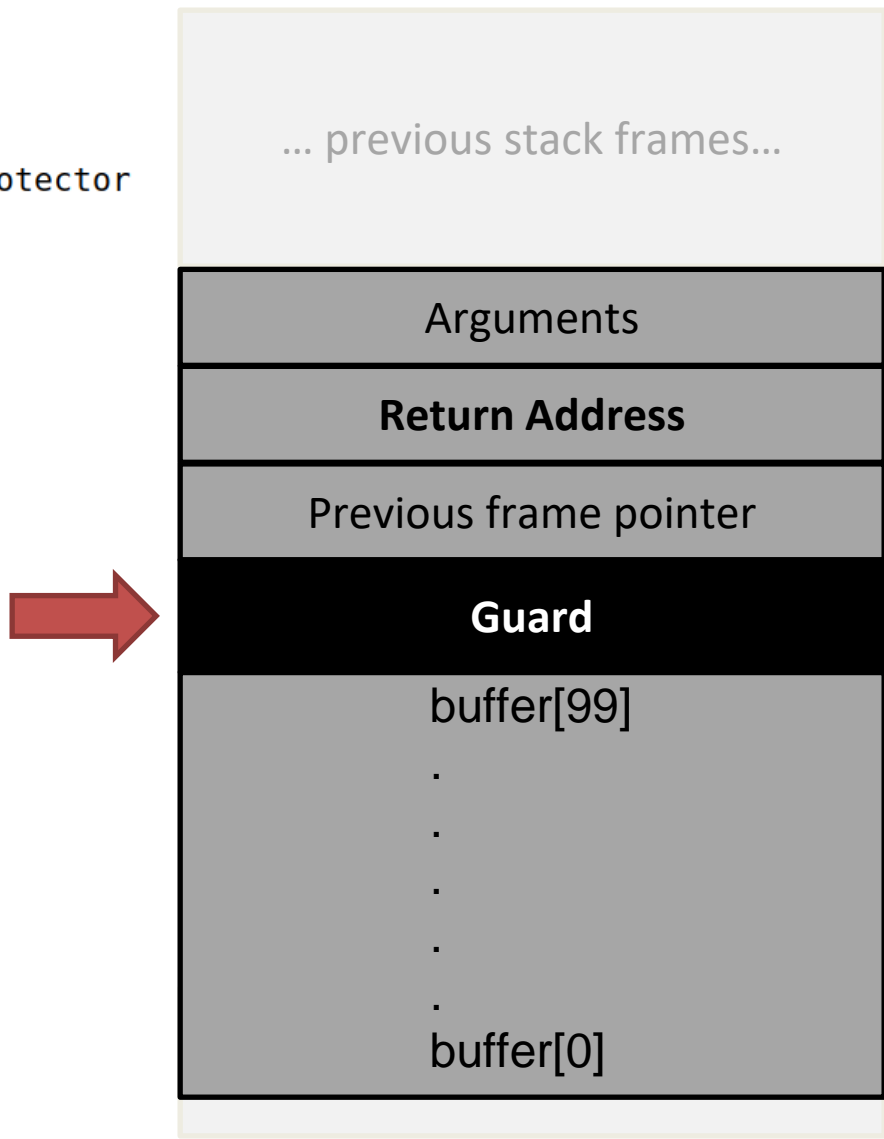 … previous stack frames…
otector
Arguments
Return Address
Previous frame pointer
Guard
buffer[99]
.
.
.
.
.
buffer[0]